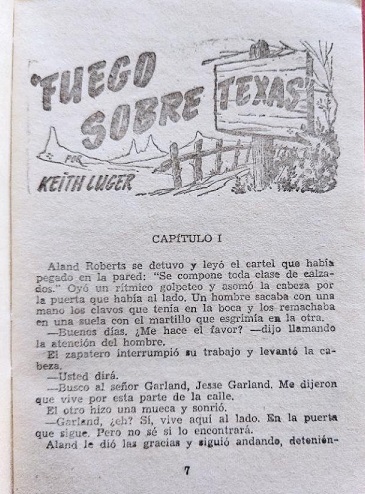 FUEGO
SOBRE
TEXAS
POR
KEITH LUGER
CAPÍTULO I
Aland Roberts se detuvo y leyó el cartel que había
pegado en la pared: "Se compone toda clase de calza-
dos." Oyó un rítmico golpeteo y asomó la cabeza por
la puerta que había al lado. Un hombre sacaba con una
mano los clavos que tenía en la boca y los remachaba
en una suela con el martillo que esgrimía en la otra.
—Buenos días. ¿Me hace el favor? —dijo llamando
la atención del hombre.
El zapatero interrumpió su trabajo y levantó la ca-
beza.
—Usted dirá.
—Busco al señor Garland, Jesse Garland. Me dijeron
que vive por esta parte de la calle.
El otro hizo una mueca y sonrió.
—Garland, ¿eh? Sí, vive aquí al lado. En la puerta
que sigue. Pero no sé si lo encontrará.
Aland le dió las gracias y siguió andando, detenién-
7